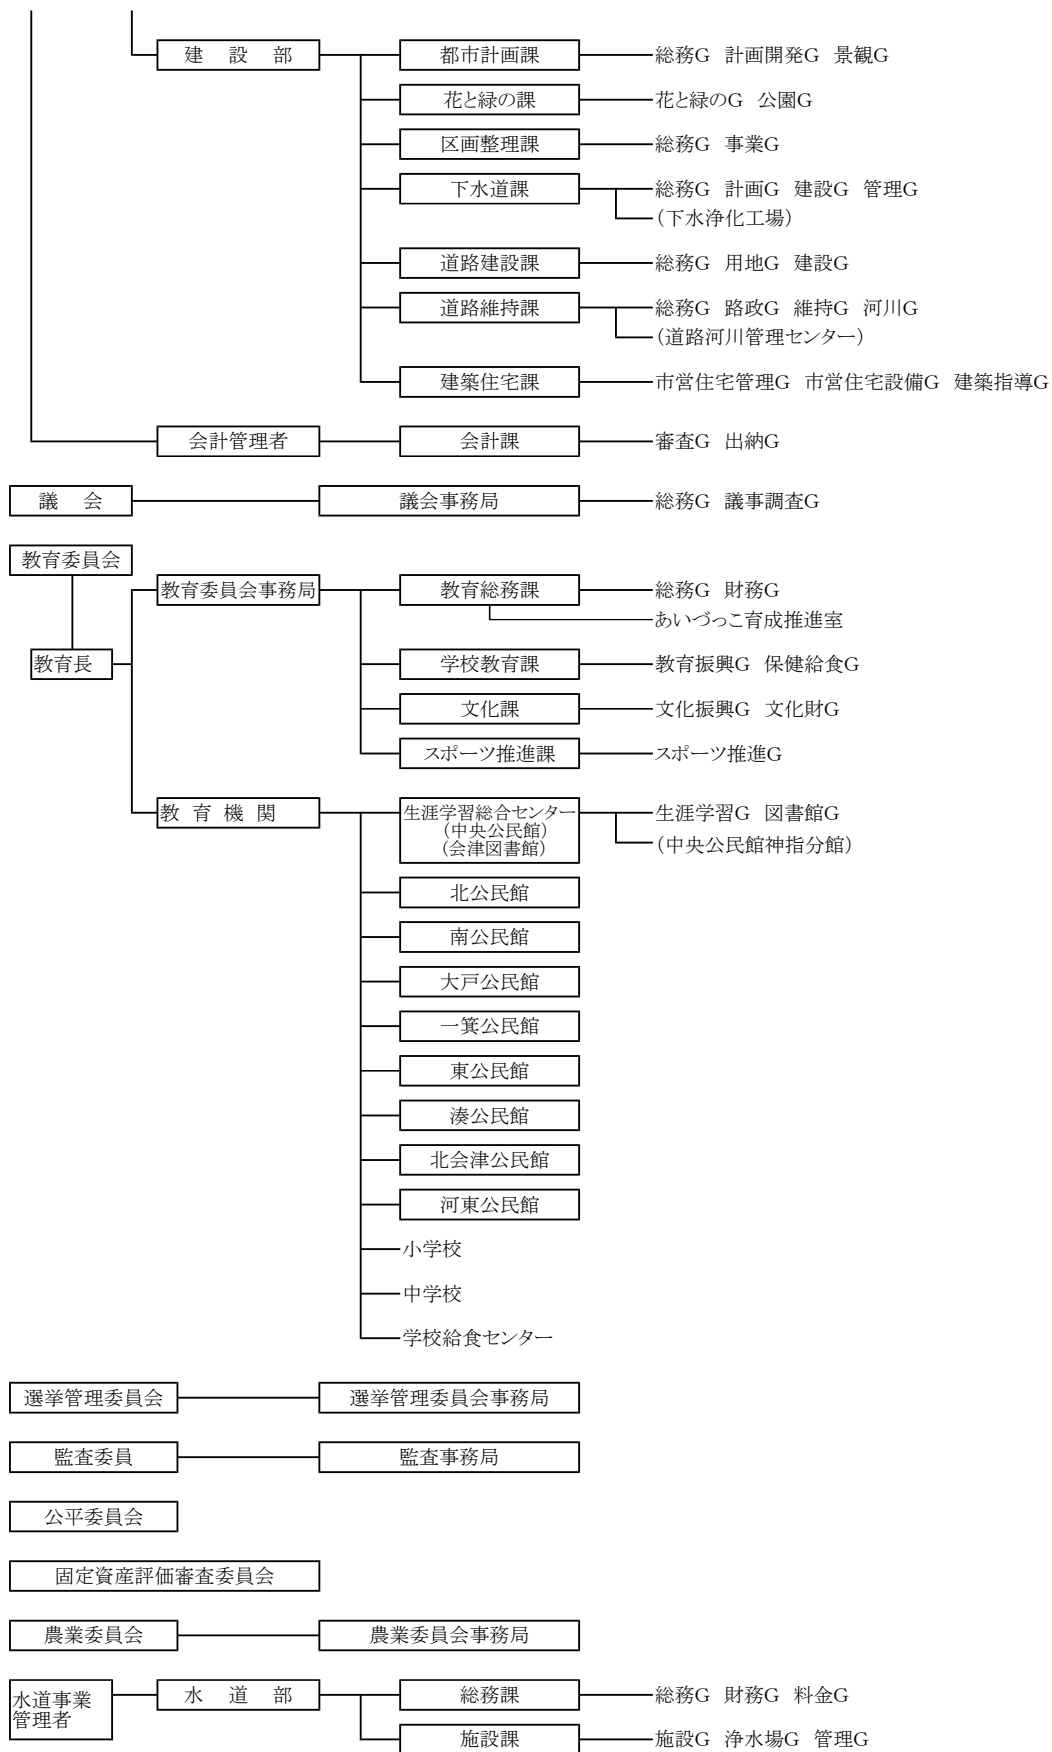 建　設　部　都市計画課　総務G　計画開発G　景観G
花と緑の課　花と緑のG　公園G
区画整理課　総務G　事業G
下水道課　総務G　計画G　建設G　管理G
（下水浄化工場）
道路建設課　総務G　用地G　建設G
道路維持課　総務G　路政G　維持G　河川G
（道路河川管理センター）
建築住宅課　市営住宅管理G　市営住宅設備G　建築指導G
会計管理者　会計課　審査G　出納G
議　会　議会事務局　総務G　議事調査G
教育委員会
教育委員会事務局　教育総務課　総務G　財務G
あいづっこ育成推進室
教育長　学校教育課　教育振興G　保健給食G
文化課　文化振興G　文化財G
スポーツ推進課　スポーツ推進G
教 育 機 関　生涯学習総合センター　生涯学習G　図書館G
（中央公民館）
（会津図書館）　（中央公民館神指分館）
北公民館
南公民館
大戸公民館
一箕公民館
東公民館
湊公民館
北会津公民館
河東公民館
小学校
中学校
学校給食センター
選挙管理委員会　選挙管理委員会事務局
監査委員　監査事務局
公平委員会
固定資産評価審査委員会
農業委員会　農業委員会事務局
水道事業
管理者　水　道　部　総務課　総務G　財務G　料金G
施設課　施設G　浄水場G　管理G